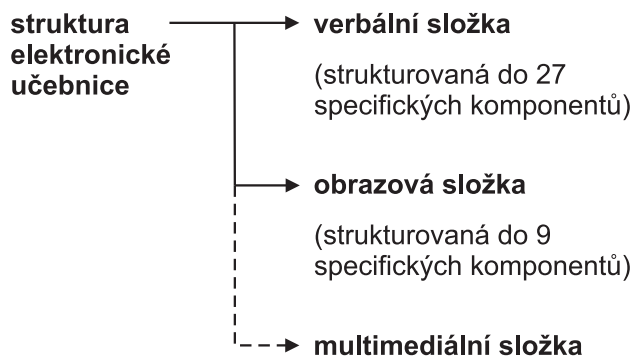 struktura
elektronické
učebnice
verbální složka
(strukturovaná do 27
specifických komponentů)
obrazová složka
(strukturovaná do 9
specifických komponentů)
multimediální složka